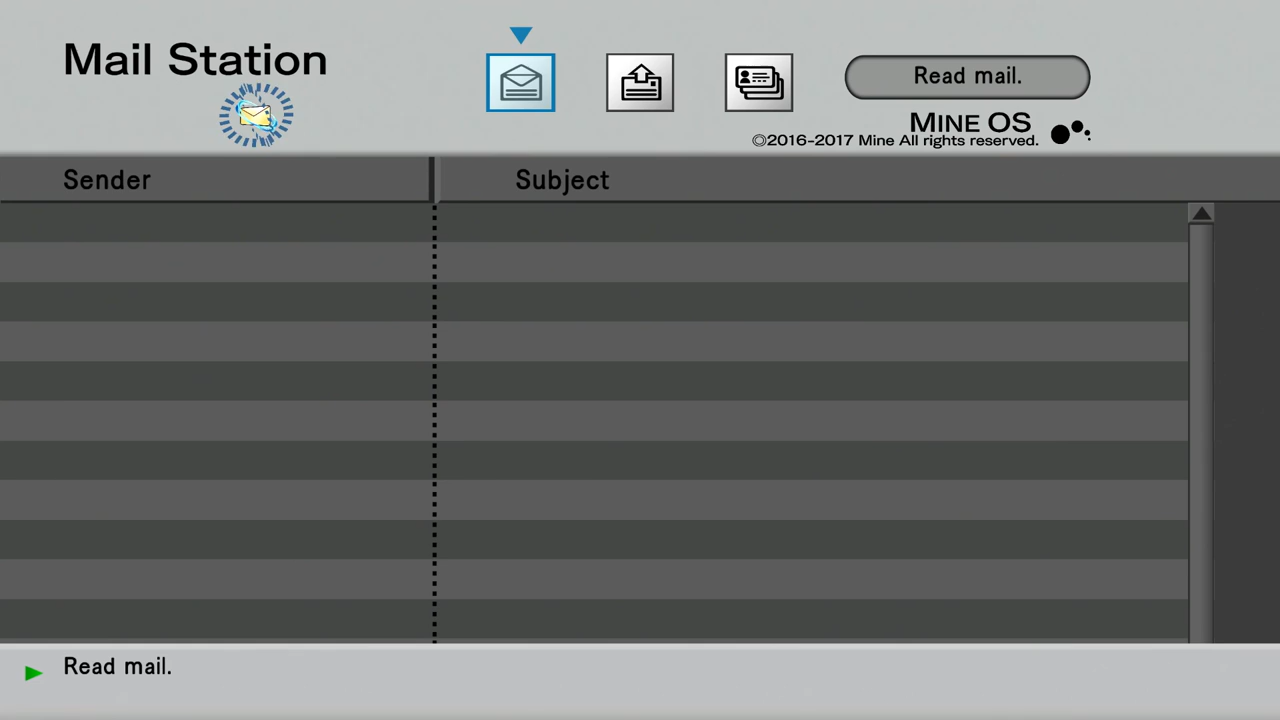 Mail Station
Read mail.
MINE OS
©2016-2017 Mine All rights reserved.
Sender
Subject
Read mail.